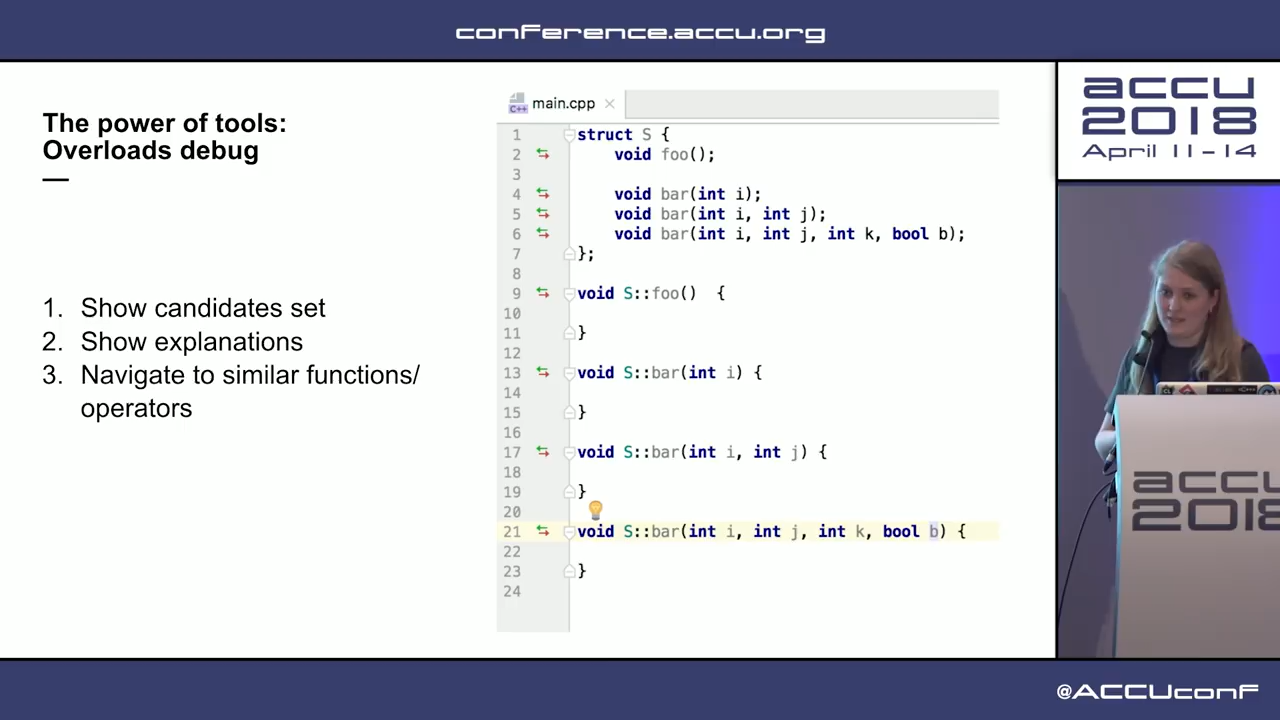 conference.accu.org
The power of tools:
Overloads debug
1. Show candidates set
2. Show explanations
3. Navigate to similar functions/
operators
main.cpp
1 struct S {
2 void foo();
3
4 void bar(int i);
5 void bar(int i, int j);
6 void bar(int i, int j, int k, bool b);
7 };
8
9 void S::foo() {
10
11 }
12
13 void S::bar(int i) {
14
15 }
16
17 void S::bar(int i, int j) {
18
19 }
20
21 void S::bar(int i, int j, int k, bool b) {
22
23 }
24
accu
2018
April 11-14
accu
2018
@ACCUconf